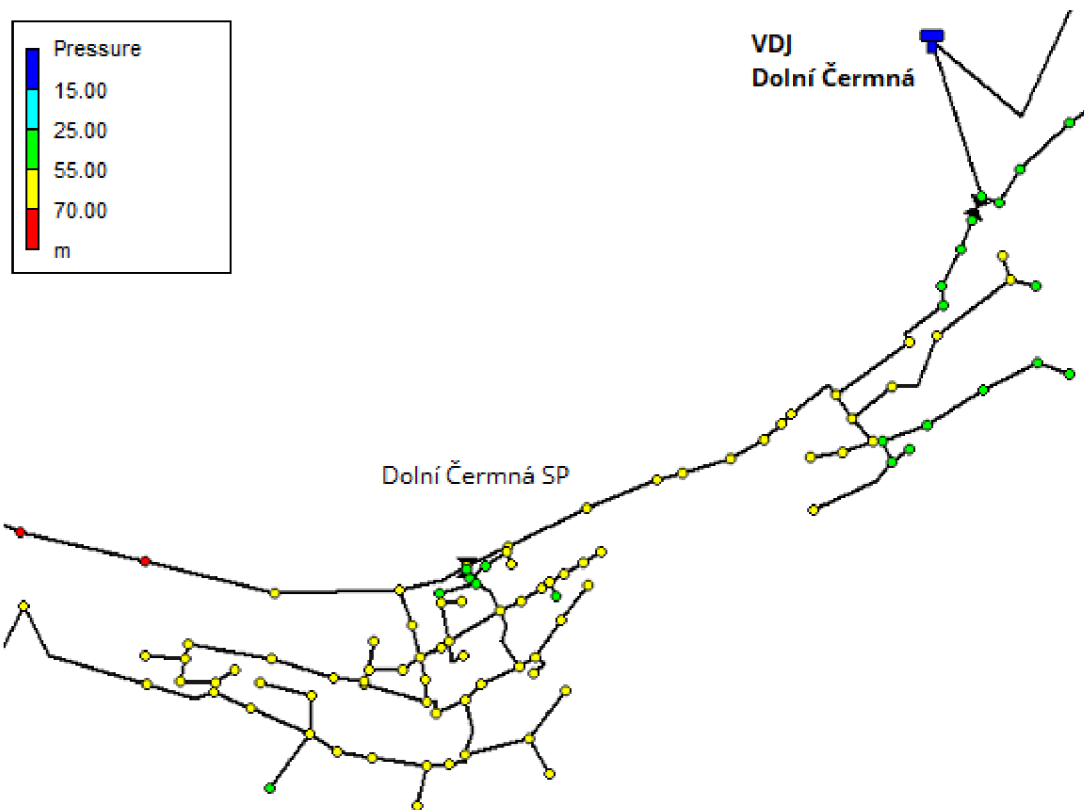 Pressure
15.00
25.00
55.00
70.00
m
VDJ
Dolní Čermná
Dolní Čermná SP